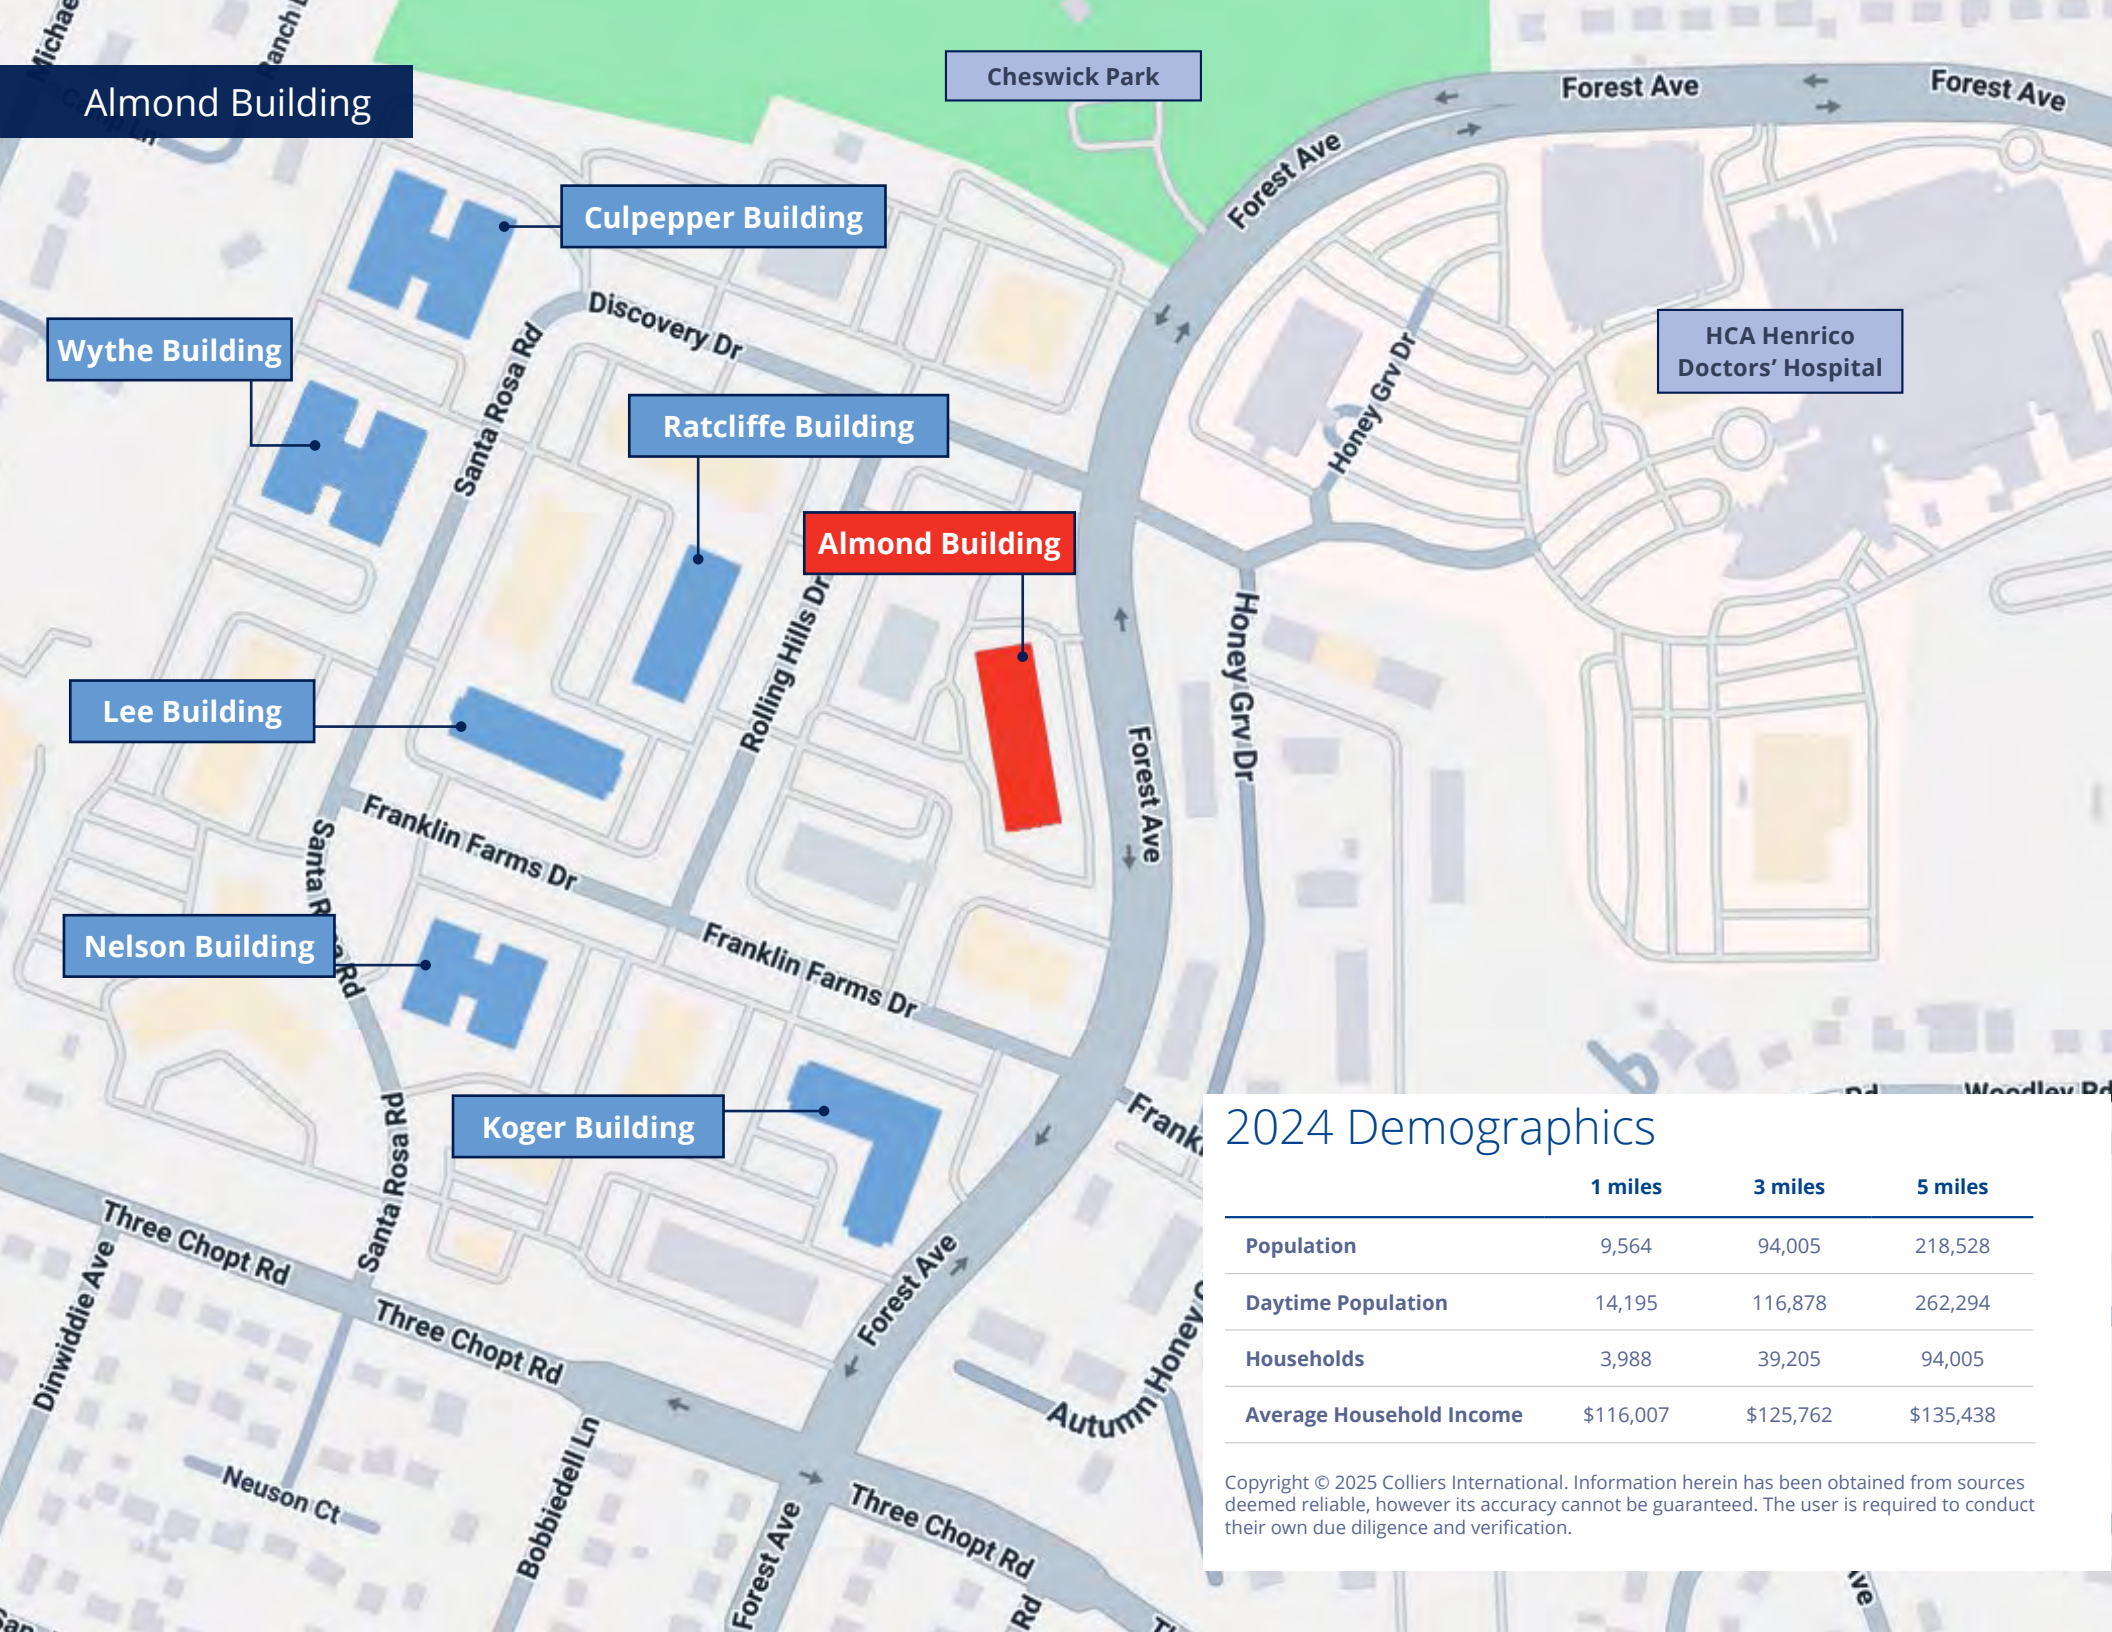 Almond Building
Cheswick Park
Forest Ave
Forest Ave
Forest Ave
Culpepper Building
Discovery Dr
Wythe Building
Santa Rosa Rd
HCA Henrico
Doctors’ Hospital
Honey Grv Dr
Ratcliffe Building
Almond Building
Rolling Hills Dr
Honey Grv Dr
Lee Building
Forest Ave
Franklin Farms Dr
Nelson Building
Franklin Farms Dr
Koger Building
Santa Rosa Rd
Woodley Rd
Three Chopt Rd
Forest Ave
Dinwiddie Ave
Three Chopt Rd
Autumn Honey
Neuson Ct
Bobbiedell Ln
Forest Ave
Three Chopt Rd
Rd
2024 Demographics
1 miles 3 miles 5 miles
Population 9,564 94,005 218,528
Daytime Population 14,195 116,878 262,294
Households 3,988 39,205 94,005
Average Household Income $116,007 $125,762 $135,438
Copyright © 2025 Colliers International. Information herein has been obtained from sources
deemed reliable, however its accuracy cannot be guaranteed. The user is required to conduct
their own due diligence and verification.